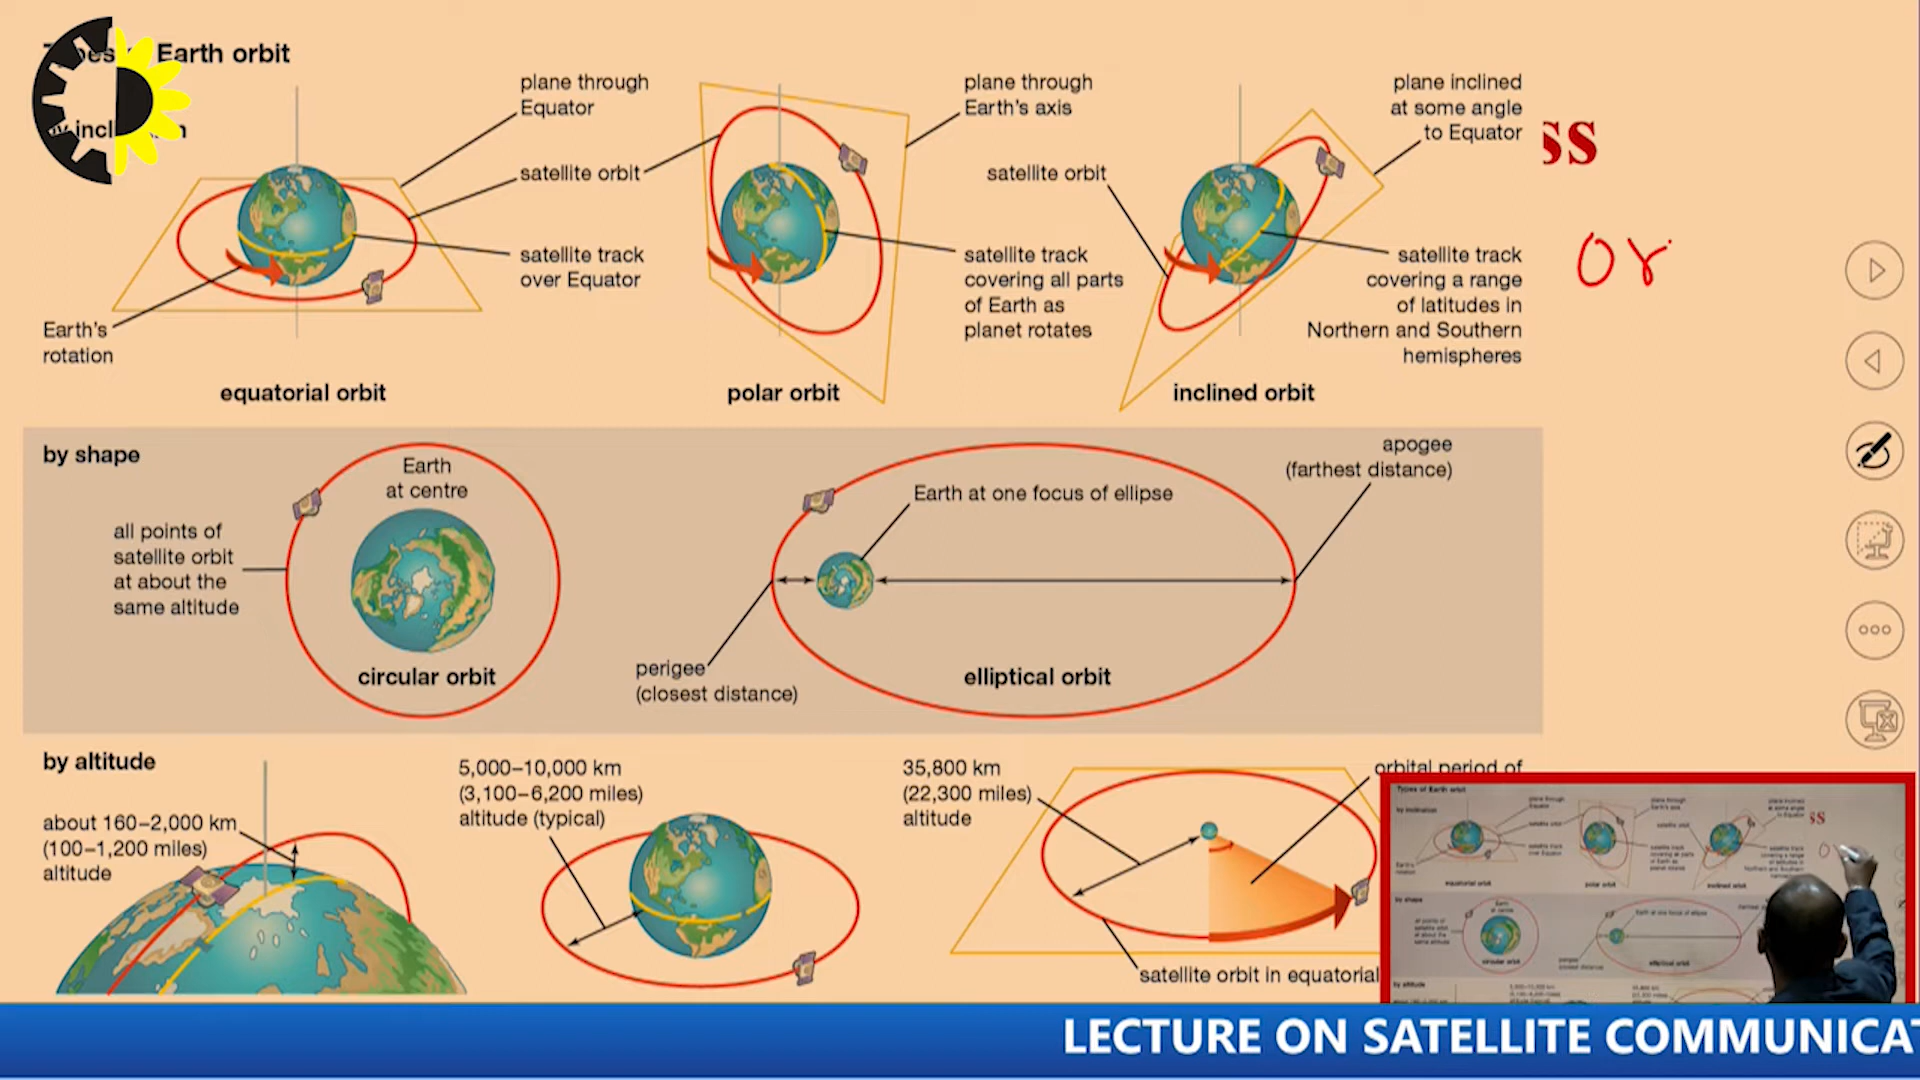 Earth orbit
plane through
Equator
satellite orbit
satellite track
over Equator
Earth's
rotation
equatorial orbit
plane through
Earth's axis
satellite track
covering all parts
of Earth as
planet rotates
polar orbit
plane inclined
at some angle
to Equator
satellite orbit
satellite track
covering a range
of latitudes in
Northern and Southern
hemispheres
inclined orbit
ss
or
by shape
Earth
at centre
all points of
satellite orbit
at about the
same altitude
circular orbit
Earth at one focus of ellipse
apogee
(farthest distance)
perigee
(closest distance)
elliptical orbit
by altitude
about 160–2,000 km
(100–1,200 miles)
altitude
5,000–10,000 km
(3,100–6,200 miles)
altitude (typical)
35,800 km
(22,300 miles)
altitude
orbital period of
satellite orbit in equatorial
LECTURE ON SATELLITE COMMUNICAT